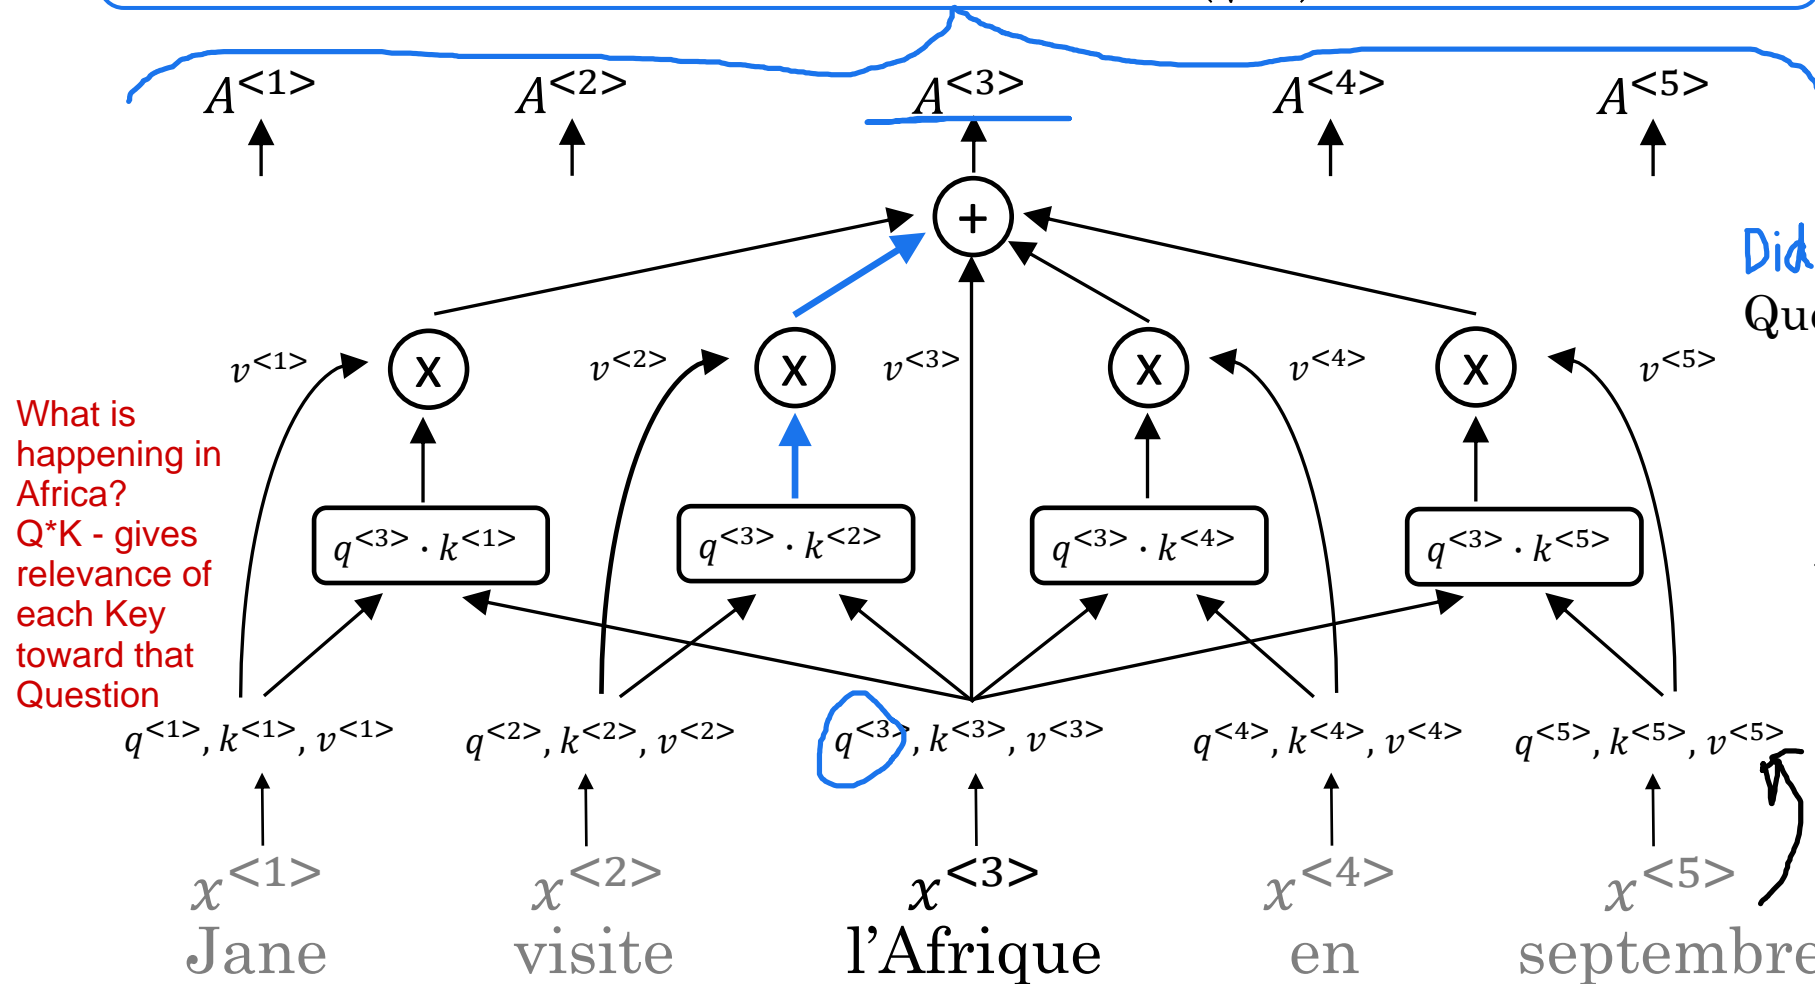 A<1> A<2> A<3> A<4> A<5>
+
Did
v<1> x v<2> x v<3> x v<4> x v<5>
What is
happening in
Africa?
Q*K - gives
relevance of
each Key
toward that
Question
q<3> · k<1> q<3> · k<2> q<3> · k<4> q<3> · k<5>
q<1>, k<1>, v<1> q<2>, k<2>, v<2> q<3>, k<3>, v<3> q<4>, k<4>, v<4> q<5>, k<5>, v<5>
x<1> x<2> x<3> x<4> x<5>
Jane visite l'Afrique en septembre